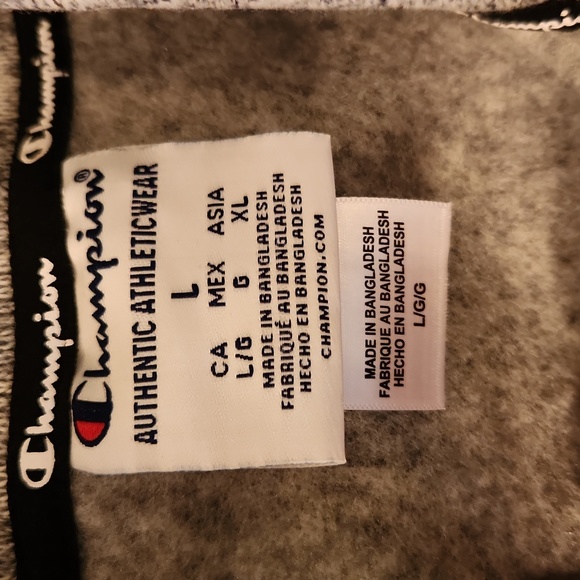 Champion
Champion
Champion®
AUTHENTIC ATHLETICWEAR
L
CA MEX ASIA
L/G G XL
MADE IN BANGLADESH
FABRIQUÉ AU BANGLADESH
HECHO EN BANGLADESH
CHAMPION.COM
MADE IN BANGLADESH
FABRIQUÉ AU BANGLADESH
HECHO EN BANGLADESH
L/G/G